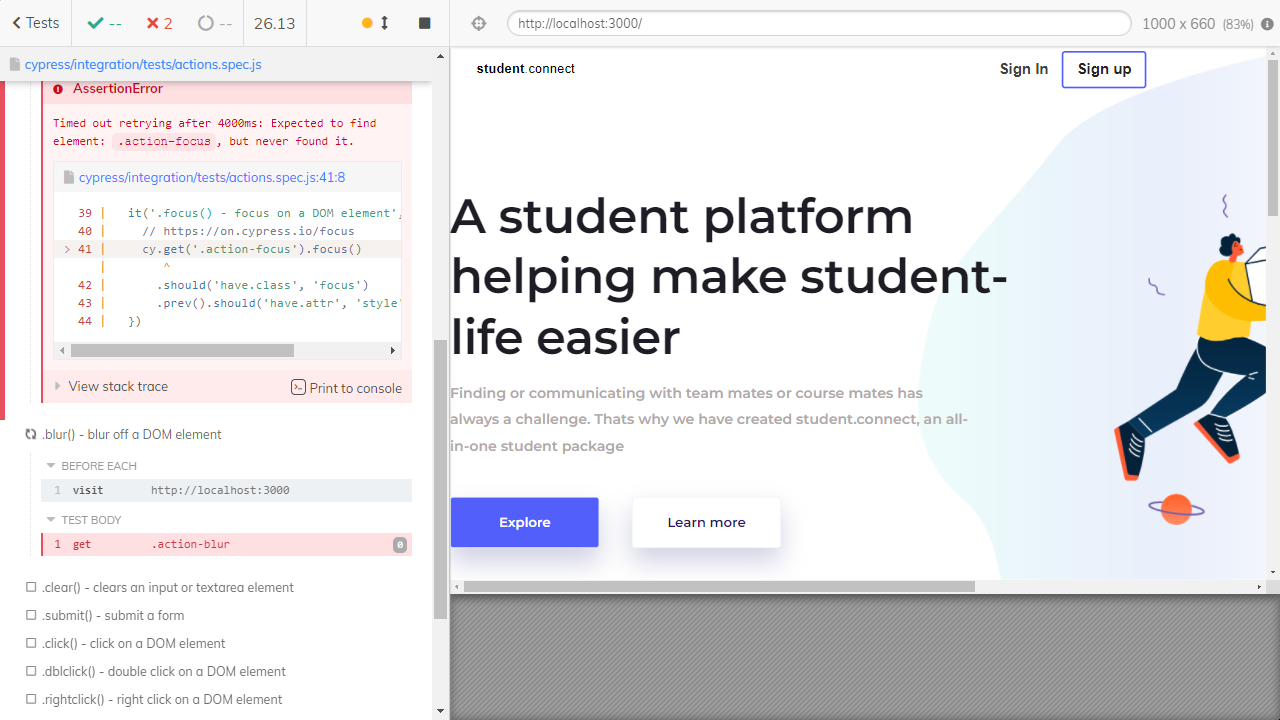 Tests
--
2
--
26.13
http://localhost:3000/
1000 x 660 (83%)
cypress/integration/tests/actions.spec.js
AssertionError
Timed out retrying after 4000ms: Expected to find
element: .action-focus, but never found it.
cypress/integration/tests/actions.spec.js:41:8
39 | it('.focus() - focus on a DOM element',
40 | // https://on.cypress.io/focus
> 41 | cy.get('.action-focus').focus()
| ^
42 | .should('have.class', 'focus')
43 | .prev().should('have.attr', 'style'
44 | })
View stack trace
Print to console
.blur() - blur off a DOM element
BEFORE EACH
1 visit http://localhost:3000
TEST BODY
1 get .action-blur 0
.clear() - clears an input or textarea element
.submit() - submit a form
.click() - click on a DOM element
.dblclick() - double click on a DOM element
.rightclick() - right click on a DOM element
student.connect
Sign In
Sign up
A student platform
helping make student-
life easier
Finding or communicating with team mates or course mates has
always a challenge. Thats why we have created student.connect, an all-
in-one student package
Explore
Learn more